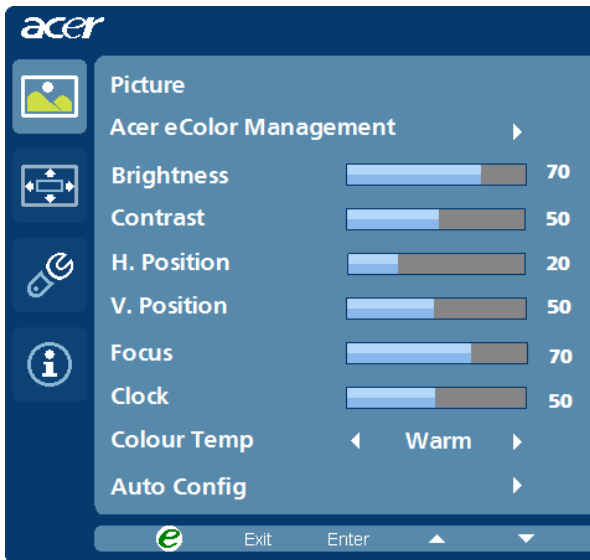 acer
Picture
Acer eColor Management
Brightness 70
Contrast 50
H. Position 20
V. Position 50
Focus 70
Clock 50
Colour Temp Warm
Auto Config
e Exit Enter